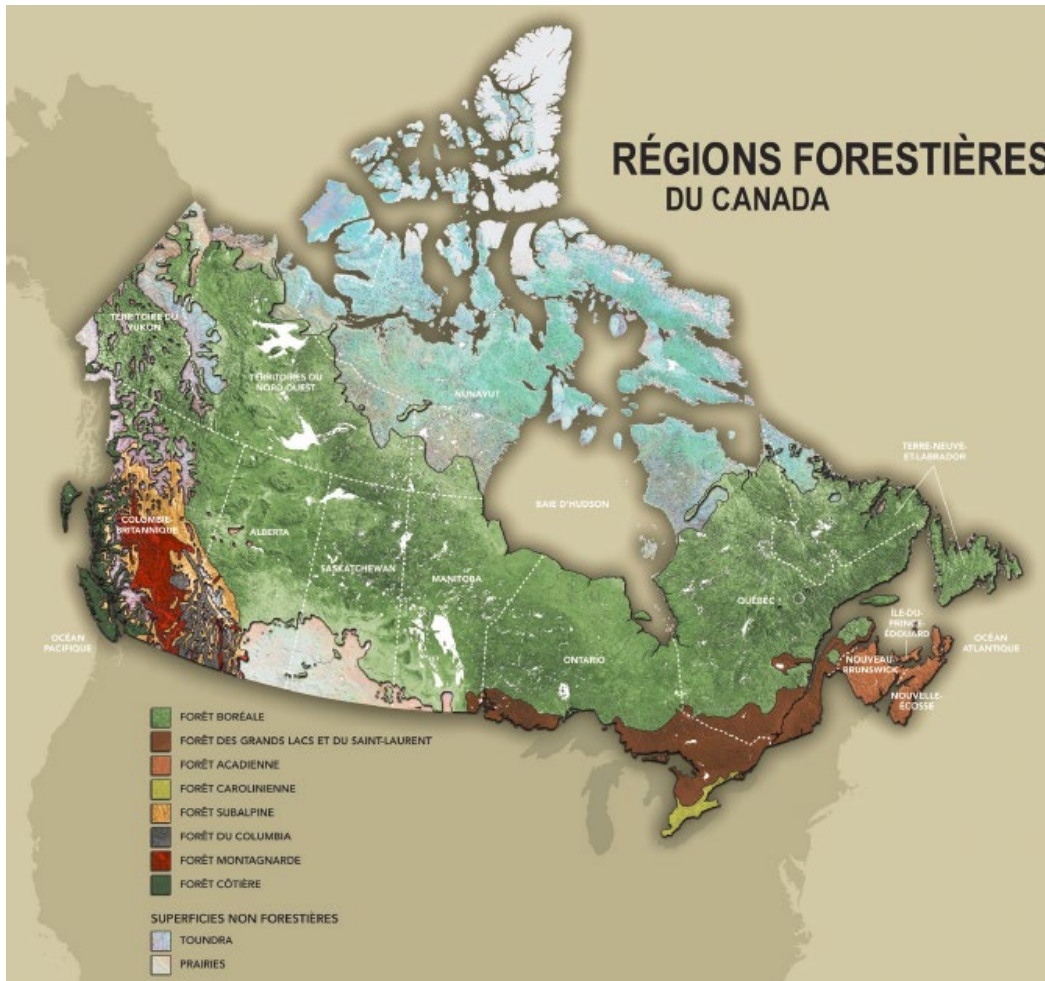 RÉGIONS FORESTIÈRES
DU CANADA
TERRITOIRE DU
YUKON
TERRITOIRES DU
NORD-OUEST
NUNAVUT
TERRE-NEUVE-
ET-LABRADOR
BAIE D'HUDSON
COLOMBIE-
BRITANNIQUE
ALBERTA
SASKATCHEWAN
MANITOBA
QUÉBEC
ÎLE-DU-
PRINCE-
ÉDOUARD
OCÉAN
PACIFIQUE
OCÉAN
ATLANTIQUE
ONTARIO
NOUVEAU-
BRUNSWICK
NOUVELLE-
ÉCOSSE
FORÊT BORÉALE
FORÊT DES GRANDS LACS ET DU SAINT-LAURENT
FORÊT ACADIENNE
FORÊT CAROLINIENNE
FORÊT SUBALPINE
FORÊT DU COLUMBIA
FORÊT MONTAGNARDE
FORÊT CÔTIÈRE
SUPERFICIES NON FORESTIÈRES
TOUNDRA
PRAIRIES